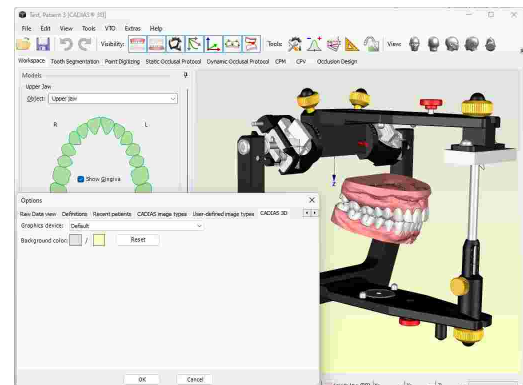 Test, Patient 3 [CADIAS® 3D]
File Edit View Tools VTO Extras Help
Visibility: Tools: View:
Workspace Tooth Segmentation Point Digitizing Static Occlusal Protocol Dynamic Occlusal Protocol CPM CPV Occlusion Design
Models
Upper Jaw
Object: Upper Jaw
R L
Show Gingiva
Z
Options
Raw Data view Definitions Recent patients CADIAS image types User-defined image types CADIAS 3D
Graphics device: Default
Background color: / Reset
OK Cancel